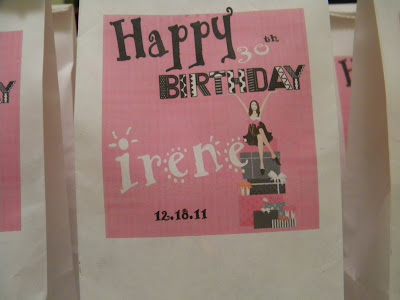 Happy
30th
BIRTHDAY
irene
12.18.11